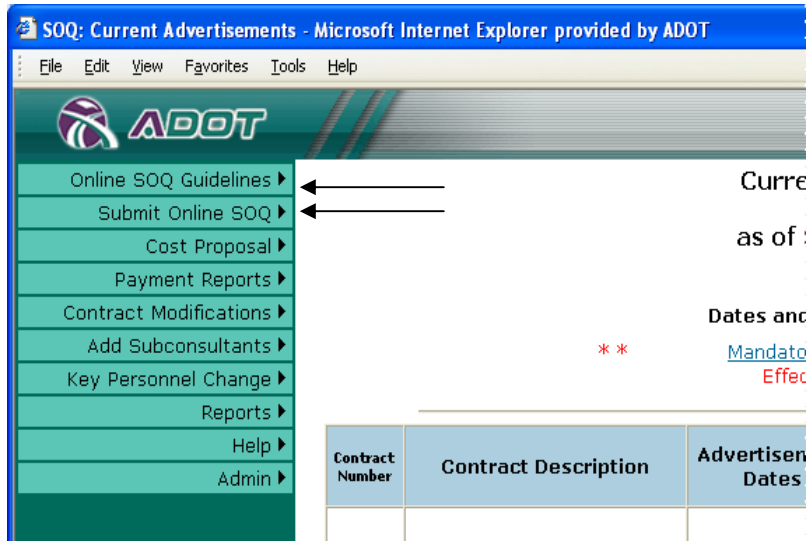 SOQ: Current Advertisements - Microsoft Internet Explorer provided by ADOT
File Edit View Favorites Tools Help
ADOT
Online SOQ Guidelines
Submit Online SOQ
Cost Proposal
Payment Reports
Contract Modifications
Add Subconsultants
Key Personnel Change
Reports
Help
Admin
Curre
as of
Dates and
* * Mandato
Effec
Contract Number
Contract Description
Advertisen
Dates